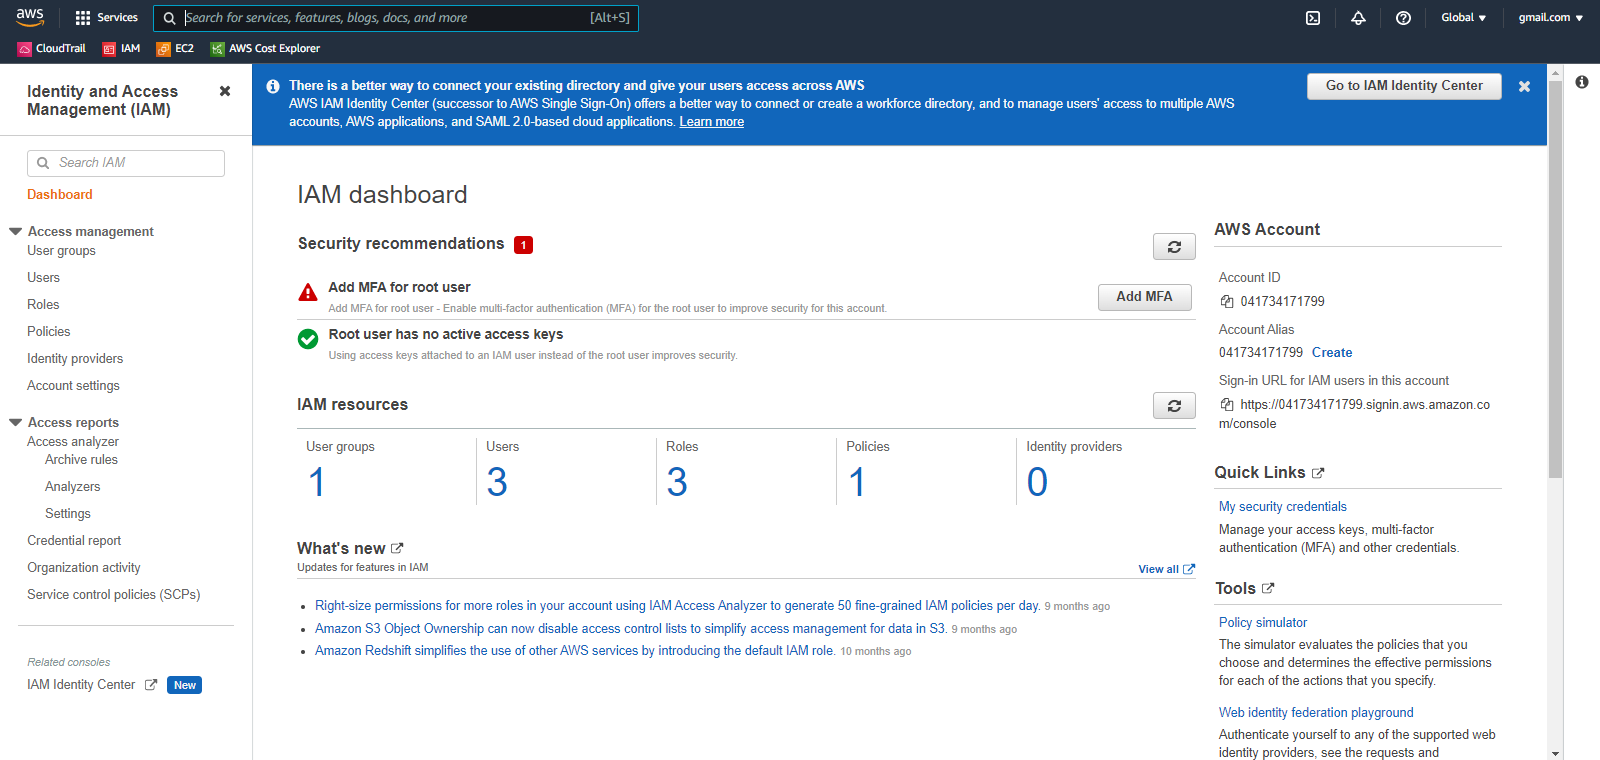 aws
Services
Search for services, features, blogs, docs, and more
[Alt+S]
Global
gmail.com
CloudTrail
IAM
EC2
AWS Cost Explorer
Identity and Access
Management (IAM)
Search IAM
Dashboard
Access management
User groups
Users
Roles
Policies
Identity providers
Account settings
Access reports
Access analyzer
Archive rules
Analyzers
Settings
Credential report
Organization activity
Service control policies (SCPs)
Related consoles
IAM Identity Center
New
There is a better way to connect your existing directory and give your users access across AWS
AWS IAM Identity Center (successor to AWS Single Sign-On) offers a better way to connect or create a workforce directory, and to manage users' access to multiple AWS
accounts, AWS applications, and SAML 2.0-based cloud applications. Learn more
Go to IAM Identity Center
IAM dashboard
Security recommendations 1
Add MFA for root user
Add MFA for root user - Enable multi-factor authentication (MFA) for the root user to improve security for this account.
Add MFA
Root user has no active access keys
Using access keys attached to an IAM user instead of the root user improves security.
IAM resources
User groups
1
Users
3
Roles
3
Policies
1
Identity providers
0
What's new
Updates for features in IAM
View all
Right-size permissions for more roles in your account using IAM Access Analyzer to generate 50 fine-grained IAM policies per day. 9 months ago
Amazon S3 Object Ownership can now disable access control lists to simplify access management for data in S3. 9 months ago
Amazon Redshift simplifies the use of other AWS services by introducing the default IAM role. 10 months ago
AWS Account
Account ID
041734171799
Account Alias
041734171799 Create
Sign-in URL for IAM users in this account
https://041734171799.signin.aws.amazon.co
m/console
Quick Links
My security credentials
Manage your access keys, multi-factor
authentication (MFA) and other credentials.
Tools
Policy simulator
The simulator evaluates the policies that you
choose and determines the effective permissions
for each of the actions that you specify.
Web identity federation playground
Authenticate yourself to any of the supported web
identity providers, see the requests and